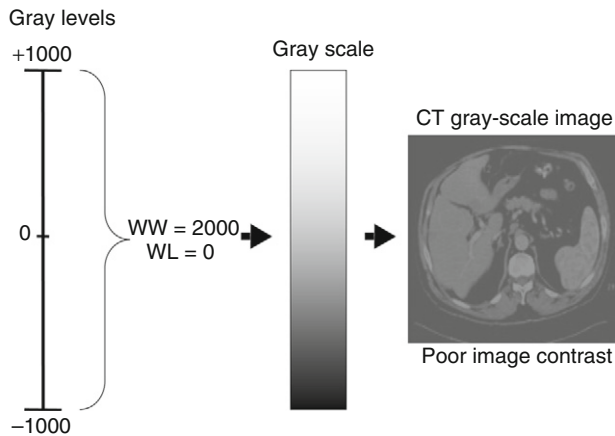 Gray levels
+1000
0
–1000
WW = 2000
WL = 0
Gray scale
CT gray-scale image
Poor image contrast